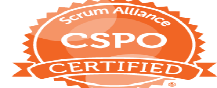 Scrum Alliance
CSPO
CERTIFIED
®